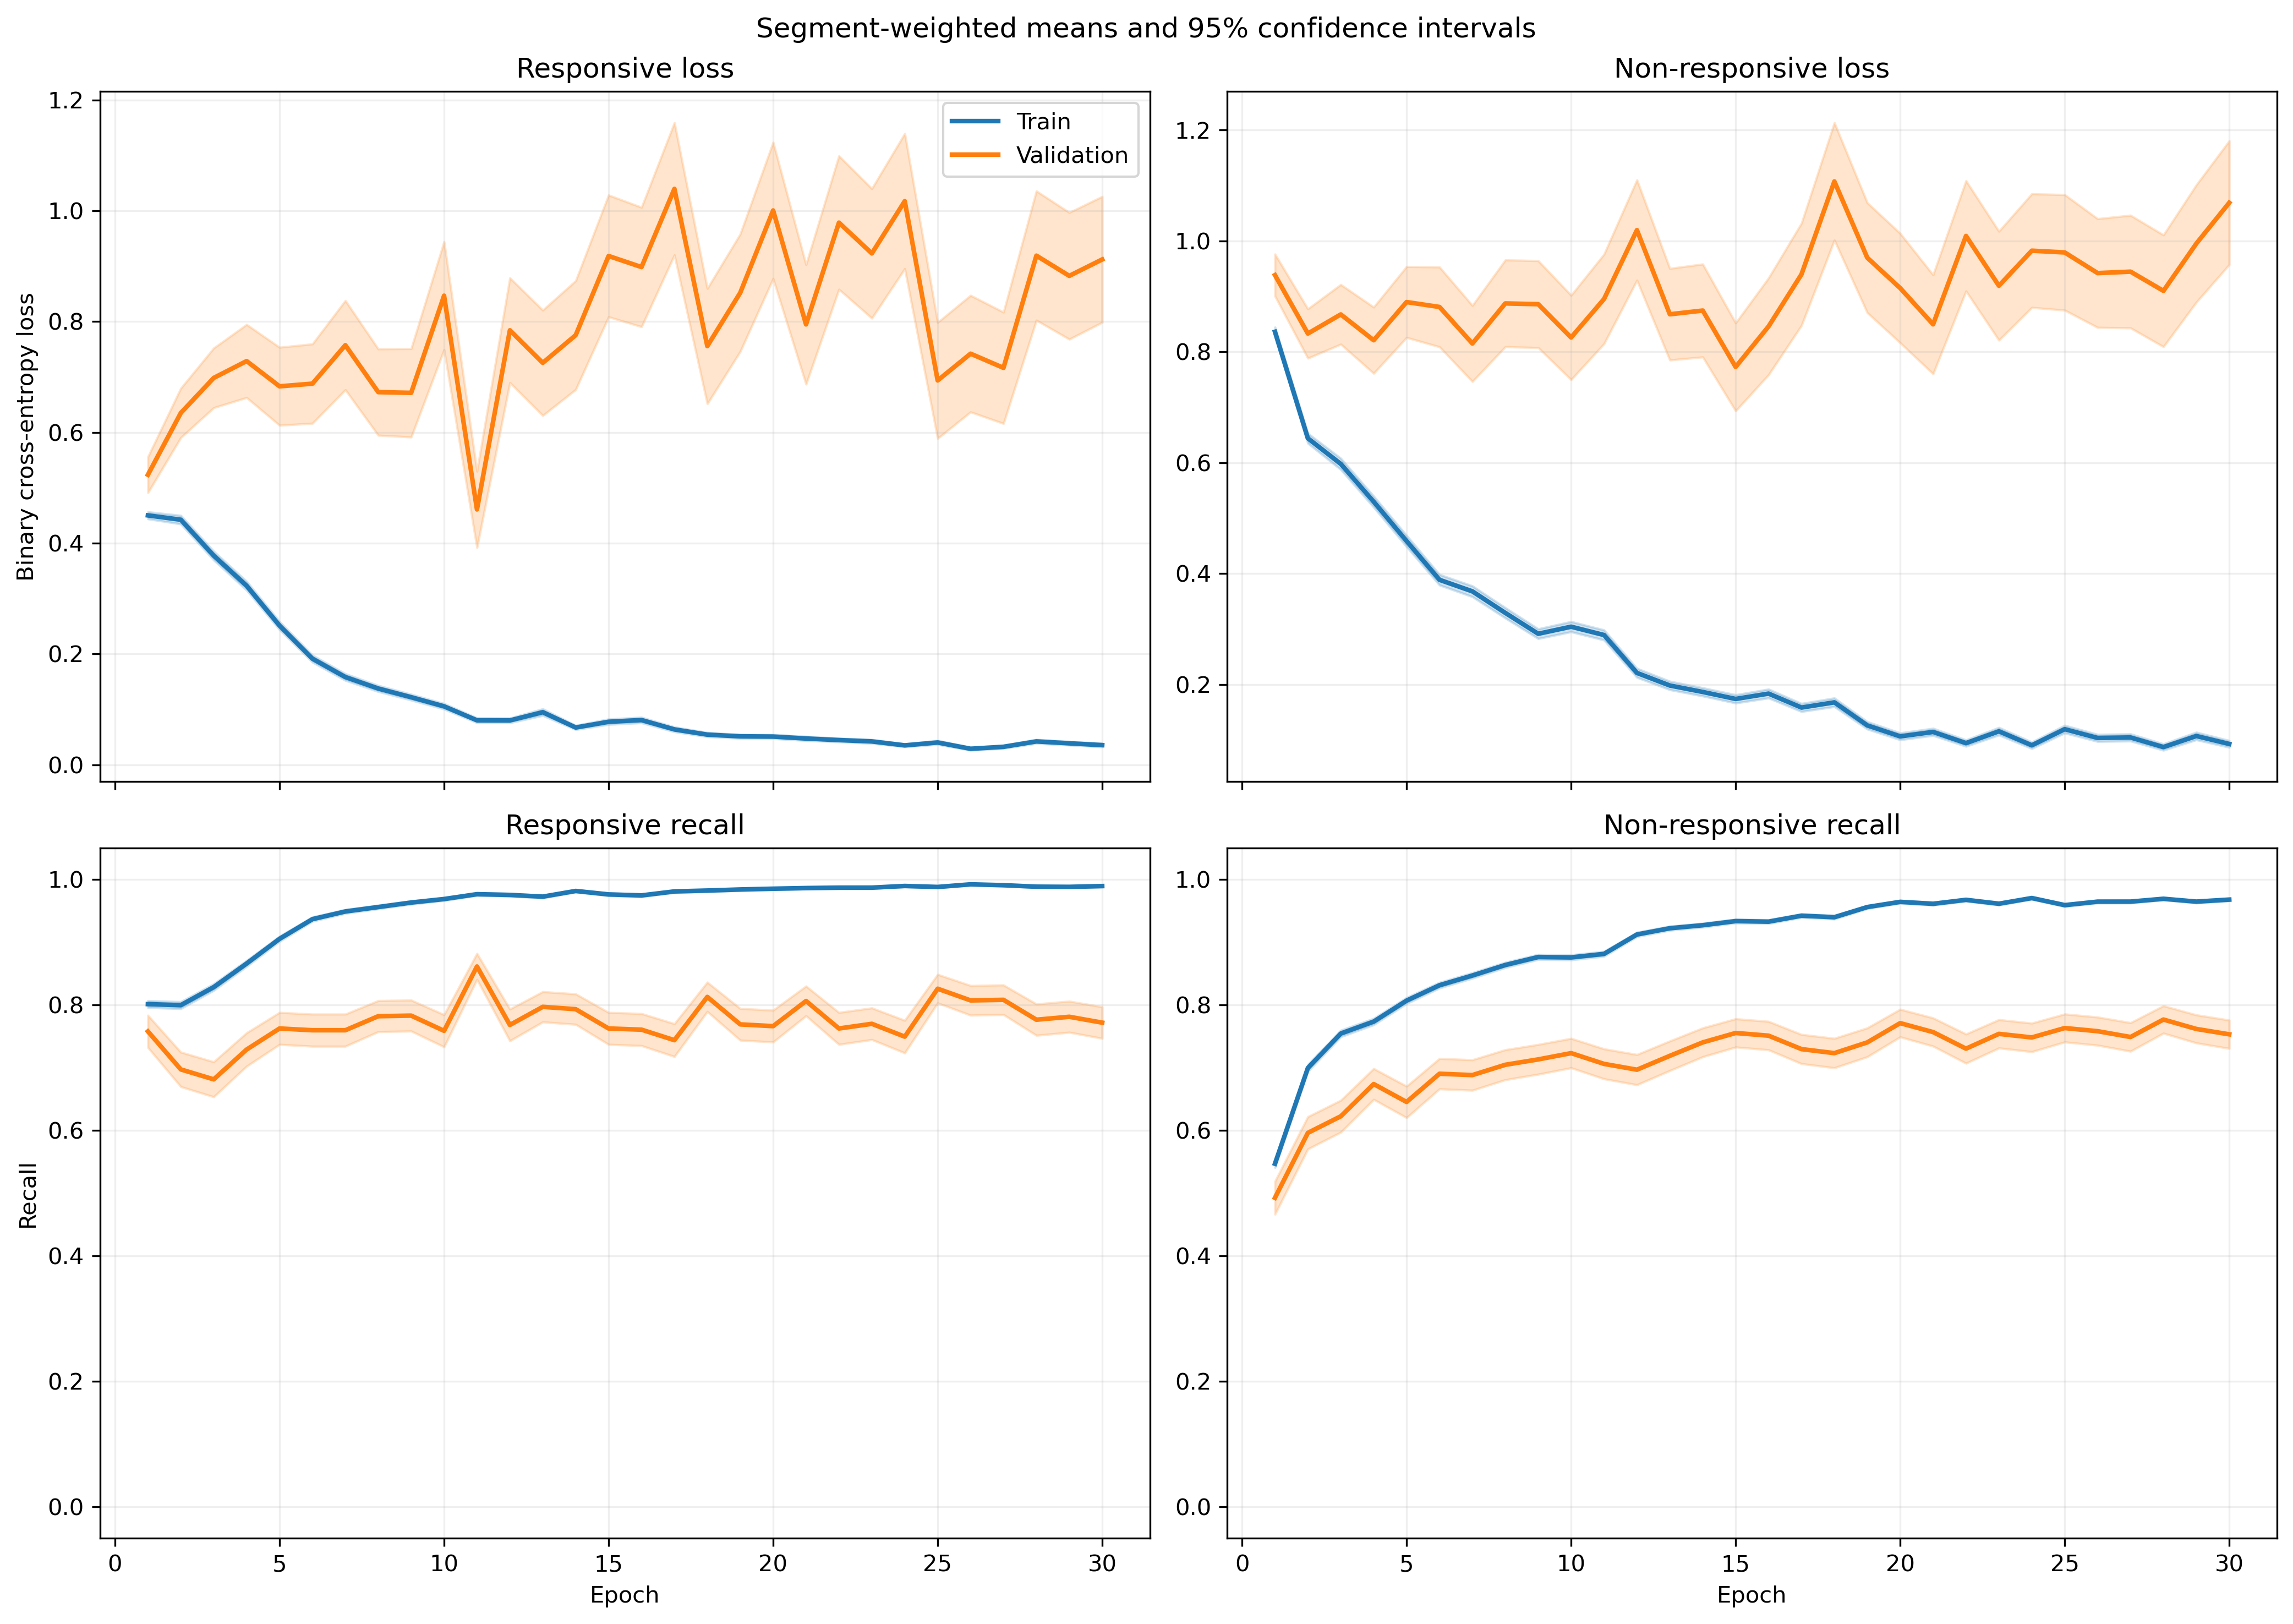 Segment-weighted means and 95% confidence intervals
Responsive loss
Non-responsive loss
Train
Validation
Binary cross-entropy loss
1.2
1.0
0.8
0.6
0.4
0.2
0.0
1.2
1.0
0.8
0.6
0.4
0.2
Responsive recall
Non-responsive recall
Recall
1.0
0.8
0.6
0.4
0.2
0.0
1.0
0.8
0.6
0.4
0.2
0.0
0 5 10 15 20 25 30
0 5 10 15 20 25 30
Epoch
Epoch